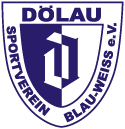 DÖLAU
SPORTVEREIN
BLAU-WEISS e.V.
D